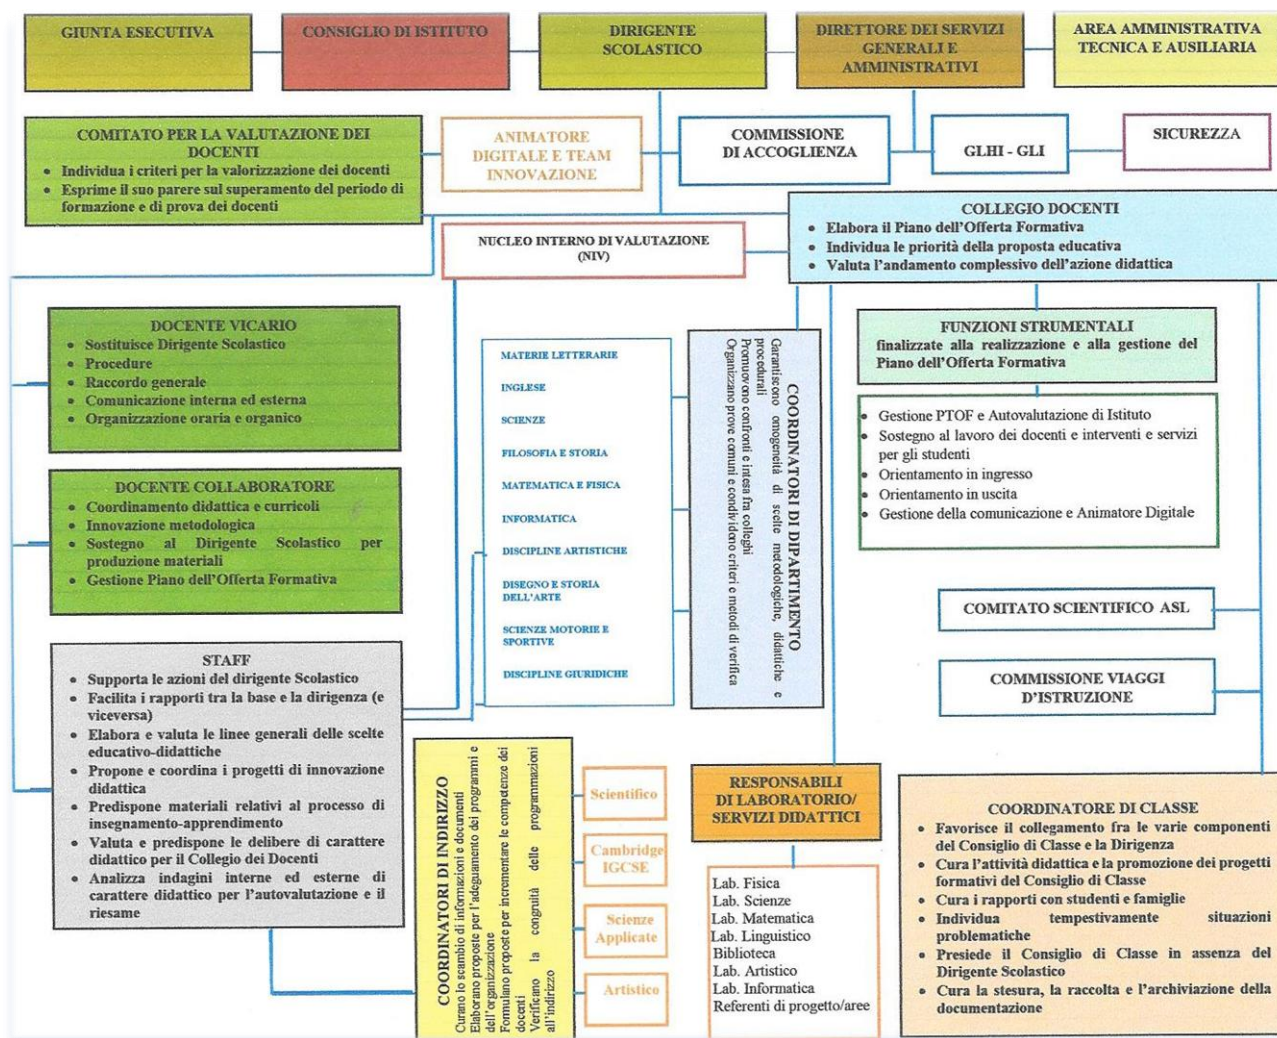 GIUNTA ESECUTIVA
CONSIGLIO DI ISTITUTO
DIRIGENTE
SCOLASTICO
DIRETTORE DEI SERVIZI
GENERALI E
AMMINISTRATIVI
AREA AMMINISTRATIVA
TECNICA E AUSILIARIA
COMITATO PER LA VALUTAZIONE DEI
DOCENTI
• Individua i criteri per la valorizzazione dei docenti
• Esprime il suo parere sul superamento del periodo di
formazione e di prova dei docenti
ANIMATORE
DIGITALE E TEAM
INNOVAZIONE
COMMISSIONE
DI ACCOGLIENZA
GLHI - GLI
SICUREZZA
NUCLEO INTERNO DI VALUTAZIONE
(NIV)
COLLEGIO DOCENTI
• Elabora il Piano dell'Offerta Formativa
• Individua le priorità della proposta educativa
• Valuta l'andamento complessivo dell'azione didattica
DOCENTE VICARIO
• Sostituisce Dirigente Scolastico
• Procedure
• Raccordo generale
• Comunicazione interna ed esterna
• Organizzazione oraria e organico
MATERIE LETTERARIE
INGLESE
SCIENZE
FILOSOFIA E STORIA
MATEMATICA E FISICA
INFORMATICA
DISCIPLINE ARTISTICHE
DISEGNO E STORIA
DELL'ARTE
SCIENZE MOTORIE E
SPORTIVE
DISCIPLINE GIURIDICHE
COORDINATORI DI DIPARTIMENTO
Garantiscono omogeneità di scelte metodologiche, didattiche e
procedurali
Promuovono confronti e intesa fra colleghi
Organizzano prove comuni e condividono criteri e metodi di verifica
FUNZIONI STRUMENTALI
finalizzate alla realizzazione e alla gestione del
Piano dell'Offerta Formativa
• Gestione PTOF e Autovalutazione di Istituto
• Sostegno al lavoro dei docenti e interventi e servizi
per gli studenti
• Orientamento in ingresso
• Orientamento in uscita
• Gestione della comunicazione e Animatore Digitale
DOCENTE COLLABORATORE
• Coordinamento didattica e curricoli
• Innovazione metodologica
• Sostegno al Dirigente Scolastico per
produzione materiali
• Gestione Piano dell'Offerta Formativa
COMITATO SCIENTIFICO ASL
COMMISSIONE VIAGGI
D'ISTRUZIONE
STAFF
• Supporta le azioni del dirigente Scolastico
• Facilita i rapporti tra la base e la dirigenza (e
viceversa)
• Elabora e valuta le linee generali delle scelte
educativo-didattiche
• Propone e coordina i progetti di innovazione
didattica
• Predispone materiali relativi al processo di
insegnamento-apprendimento
• Valuta e predispone le delibere di carattere
didattico per il Collegio dei Docenti
• Analizza indagini interne ed esterne di
carattere didattico per l'autovalutazione e il
riesame
COORDINATORI DI INDIRIZZO
Curano lo scambio di informazioni e documenti
Elaborano proposte per l'adeguamento dei programmi e
dell'organizzazione
Formulano proposte per incrementare le competenze dei
docenti
Verificano la congruità delle programmazioni
all'indirizzo
Scientifico
Cambridge
IGCSE
Scienze
Applicate
Artistico
RESPONSABILI
DI LABORATORIO/
SERVIZI DIDATTICI
Lab. Fisica
Lab. Scienze
Lab. Matematica
Lab. Linguistico
Biblioteca
Lab. Artistico
Lab. Informatica
Referenti di progetto/aree
COORDINATORE DI CLASSE
• Favorisce il collegamento fra le varie componenti
del Consiglio di Classe e la Dirigenza
• Cura l'attività didattica e la promozione dei progetti
formativi del Consiglio di Classe
• Cura i rapporti con studenti e famiglie
• Individua tempestivamente situazioni
problematiche
• Presiede il Consiglio di Classe in assenza del
Dirigente Scolastico
• Cura la stesura, la raccolta e l'archiviazione della
documentazione